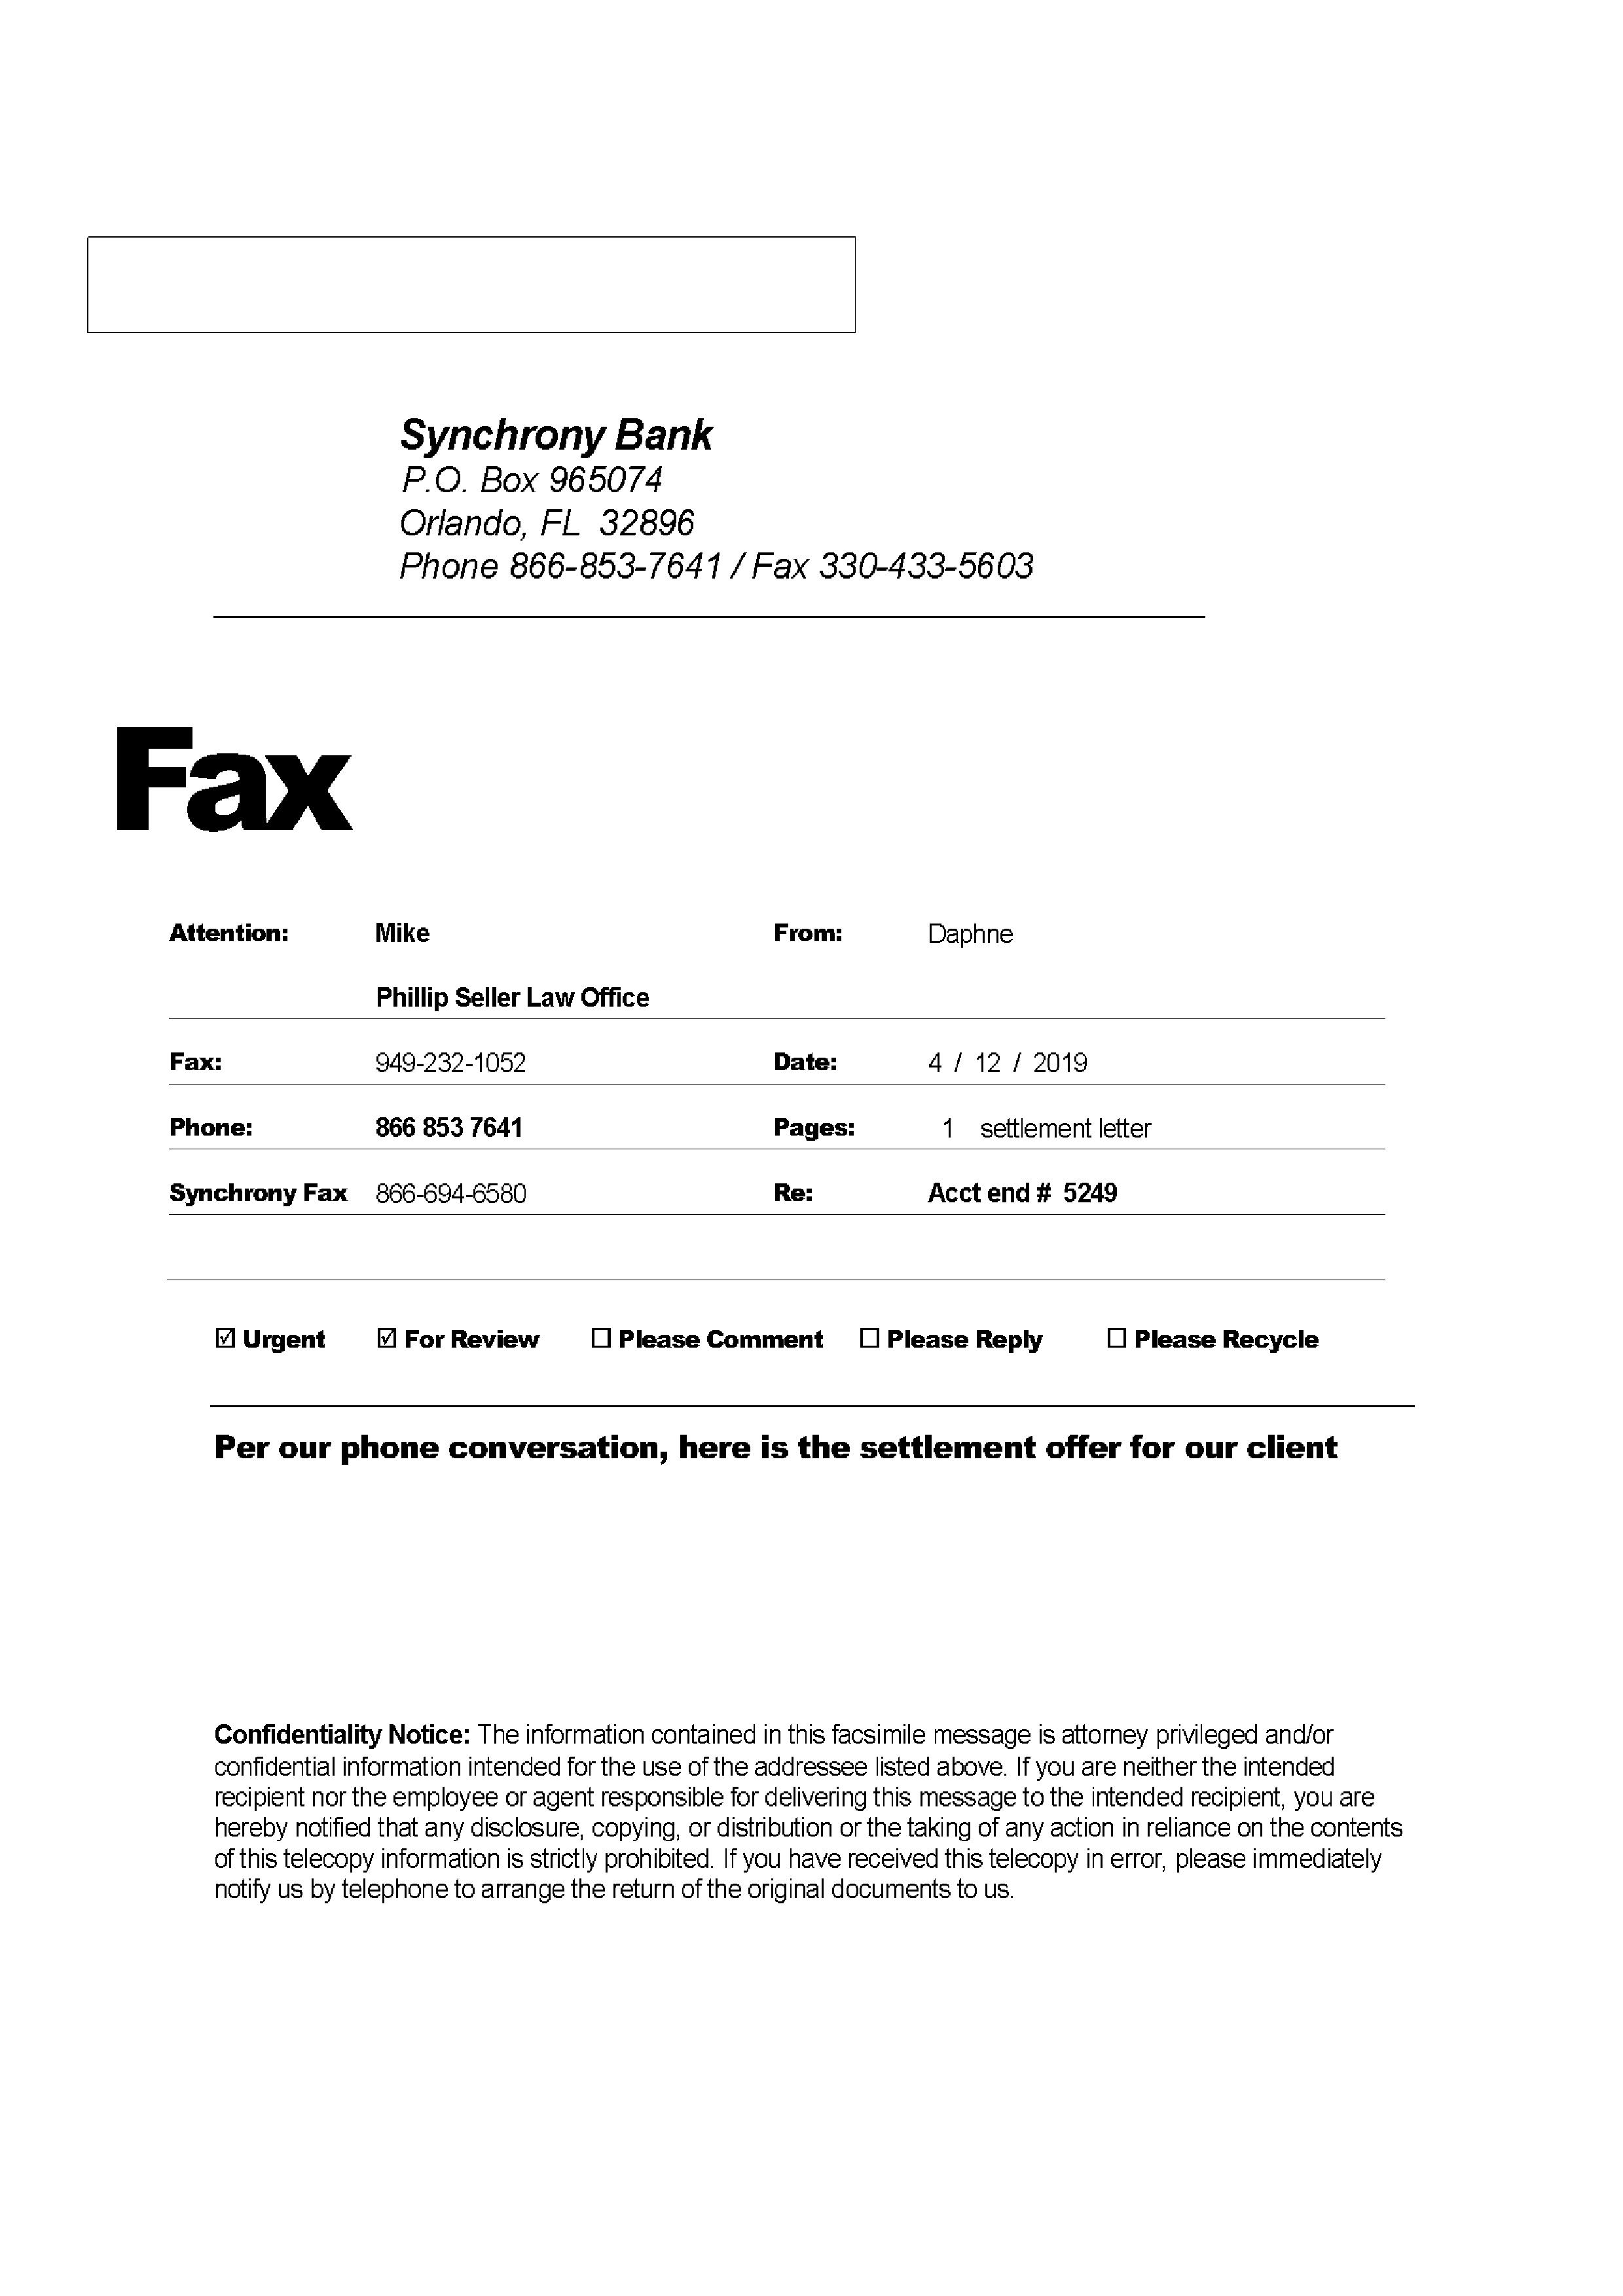 Synchrony Bank
P.O. Box 965074
Orlando, FL 32896
Phone 866-853-7641 / Fax 330-433-5603
Fax
Attention: Mike From: Daphne
Phillip Seller Law Office
Fax: 949-232-1052 Date: 4 / 12 / 2019
Phone: 866 853 7641 Pages: 1 settlement letter
Synchrony Fax 866-694-6580 Re: Acct end # 5249
☑ Urgent ☑ For Review ☐ Please Comment ☐ Please Reply ☐ Please Recycle
Per our phone conversation, here is the settlement offer for our client
Confidentiality Notice: The information contained in this facsimile message is attorney privileged and/or
confidential information intended for the use of the addressee listed above. If you are neither the intended
recipient nor the employee or agent responsible for delivering this message to the intended recipient, you are
hereby notified that any disclosure, copying, or distribution or the taking of any action in reliance on the contents
of this telecopy information is strictly prohibited. If you have received this telecopy in error, please immediately
notify us by telephone to arrange the return of the original documents to us.